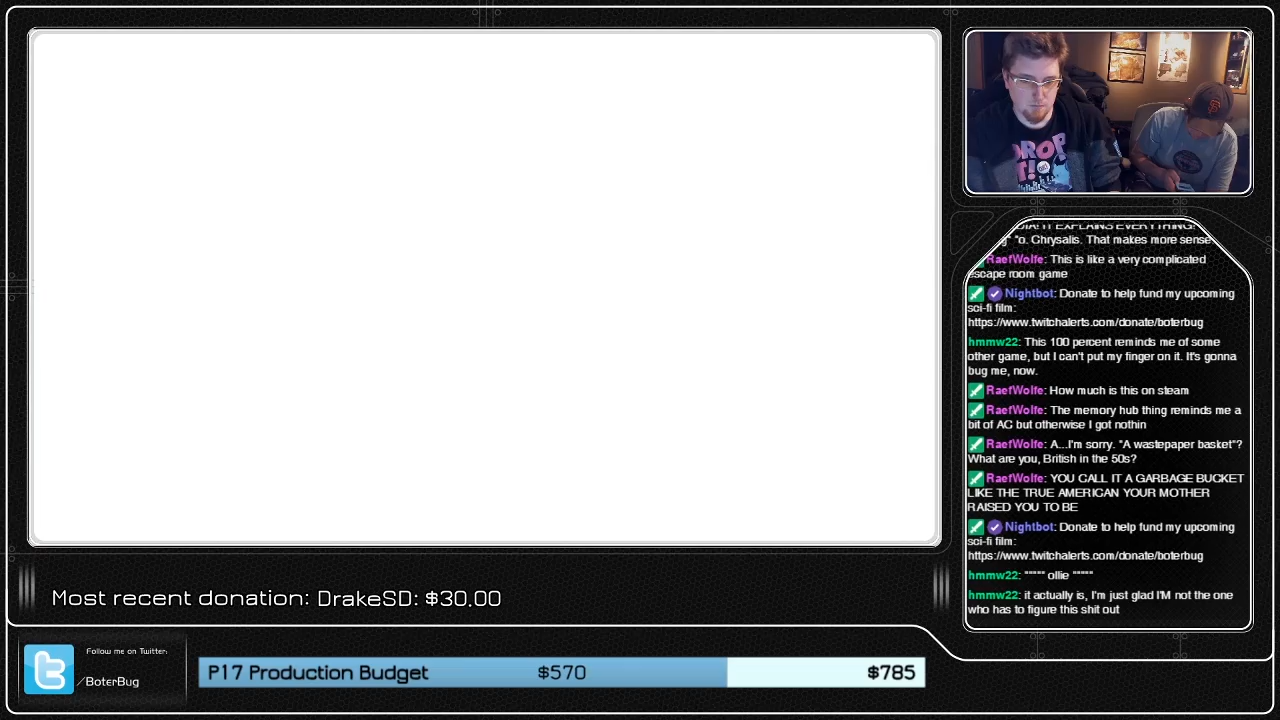 DROP
IT!
DIA! IT EXPLAINS EVERYTHING!
"o. Chrysalis. That makes more sense.
RaefWolfe: This is like a very complicated
escape room game
Nightbot: Donate to help fund my upcoming
sci-fi film:
https://www.twitchalerts.com/donate/boterbug
hmmw22: This 100 percent reminds me of some
other game, but I can't put my finger on it. It's gonna
bug me, now.
RaefWolfe: How much is this on steam
RaefWolfe: The memory hub thing reminds me a
bit of AC but otherwise I got nothin
RaefWolfe: A...I'm sorry. "A wastepaper basket"?
What are you, British in the 50s?
RaefWolfe: YOU CALL IT A GARBAGE BUCKET
LIKE THE TRUE AMERICAN YOUR MOTHER
RAISED YOU TO BE
Nightbot: Donate to help fund my upcoming
sci-fi film:
https://www.twitchalerts.com/donate/boterbug
hmmw22: """"" ollie """""
hmmw22: it actually is, I'm just glad I'M not the one
who has to figure this shit out
Most recent donation: DrakeSD: $30.00
Follow me on Twitter:
/BoterBug
P17 Production Budget $570 $785